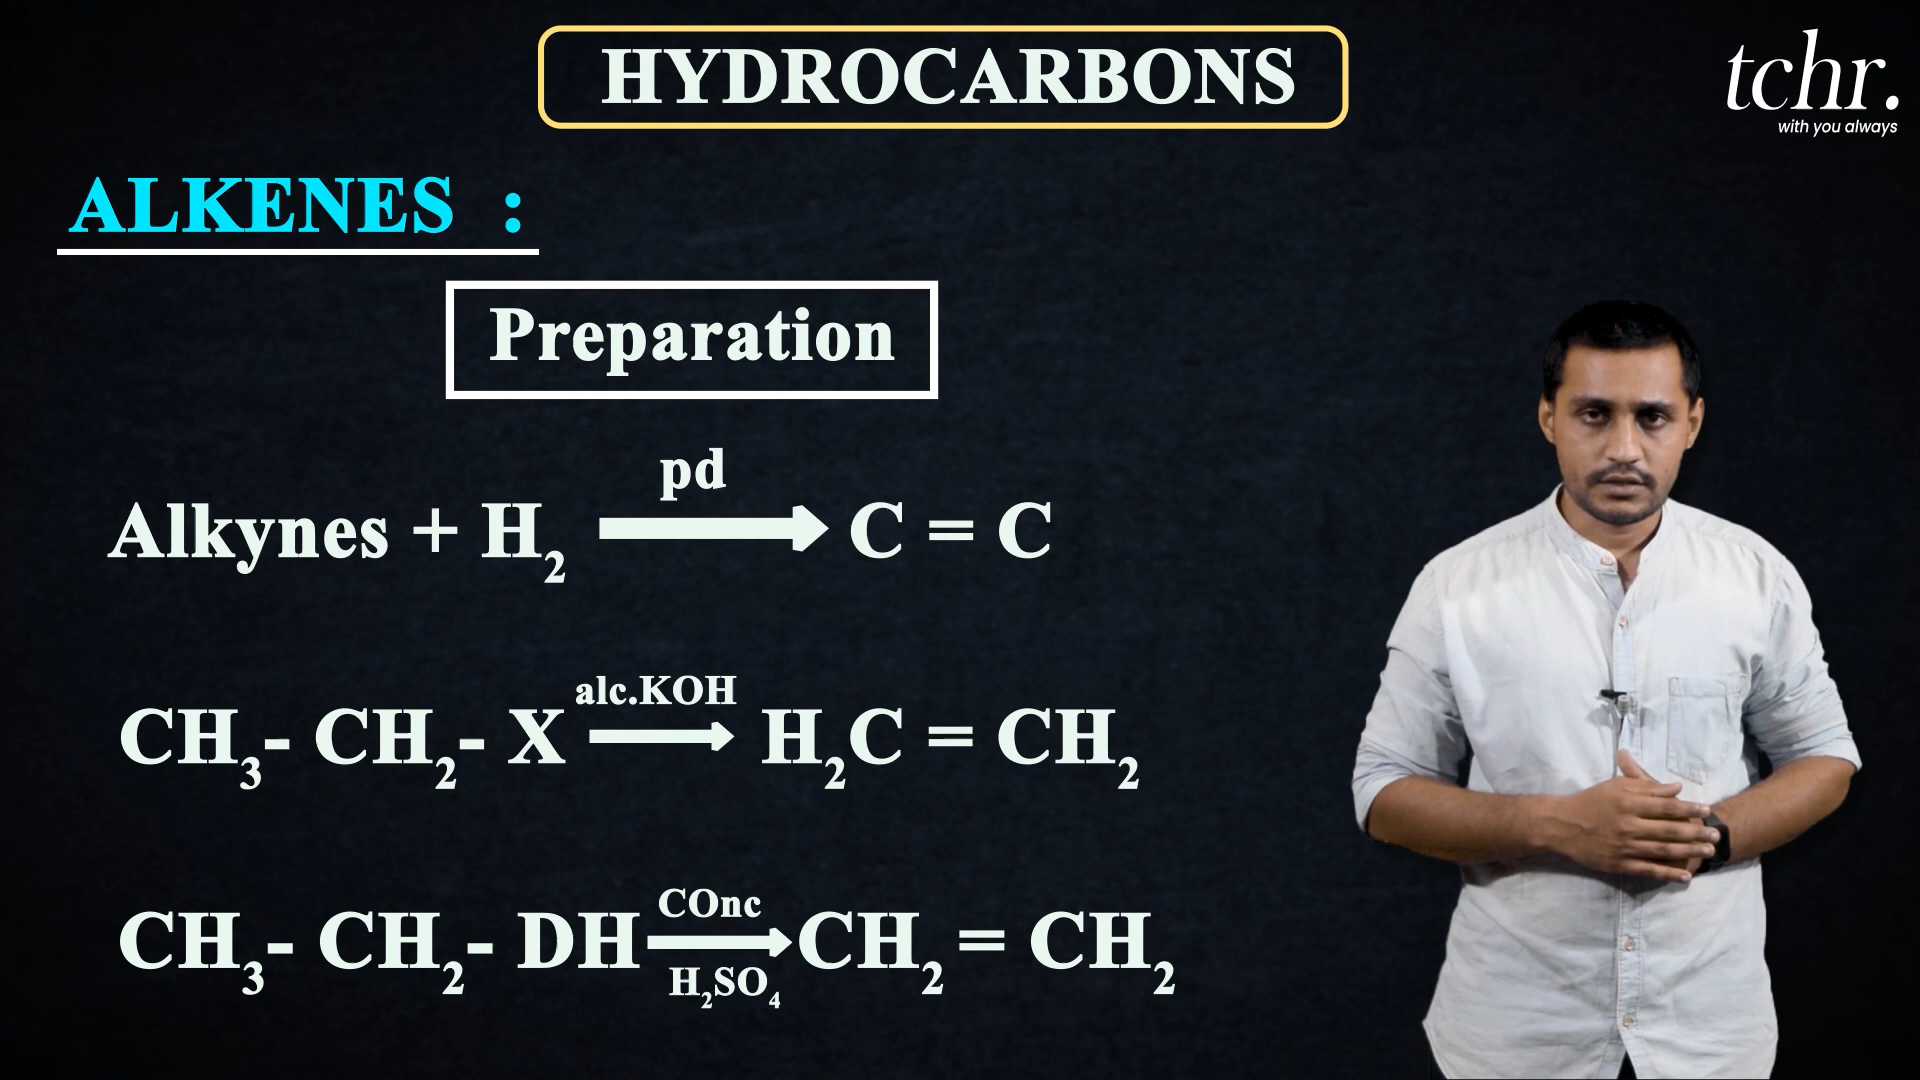 HYDROCARBONS
tchr.
with you always
ALKENES :
Preparation
pd
Alkynes + H₂ ⟶ C = C
alc.KOH
CH₃- CH₂- X ⟶ H₂C = CH₂
COnc
CH₃- CH₂- DH ⟶ CH₂ = CH₂
H₂SO₄